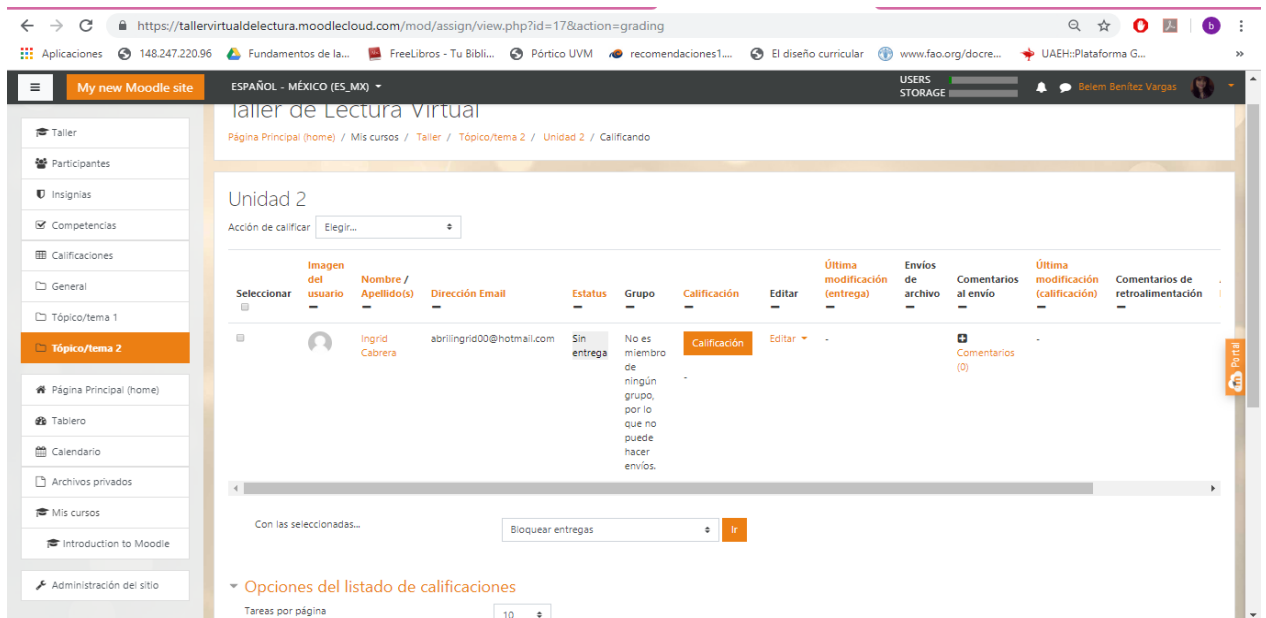 https://tallervirtualdelectura.moodlecloud.com/mod/assign/view.php?id=17&action=grading
b
Aplicaciones 148.247.220.96 Fundamentos de la... FreeLibros - Tu Bibli... Pórtico UVM recomendaciones1.... El diseño curricular www.fao.org/docre... UAEH::Plataforma G... »
My new Moodle site ESPAÑOL - MÉXICO (ES_MX) USERS
STORAGE
Belem Benítez Vargas
Taller de Lectura Virtual
Página Principal (home) / Mis cursos / Taller / Tópico/tema 2 / Unidad 2 / Calificando
Taller
Participantes
Insignias
Competencias
Calificaciones
General
Tópico/tema 1
Tópico/tema 2
Página Principal (home)
Tablero
Calendario
Archivos privados
Mis cursos
Introduction to Moodle
Administración del sitio
Unidad 2
Acción de calificar Elegir...
Seleccionar
Imagen
del
usuario
Nombre /
Apellido(s)
Dirección Email
Estatus
Grupo
Calificación
Editar
Última
modificación
(entrega)
Envíos
de
archivo
Comentarios
al envío
Última
modificación
(calificación)
Comentarios de
retroalimentación
Ingrid
Cabrera
abrilingrid00@hotmail.com
Sin
entrega
No es
miembro
de
ningún
grupo,
por lo
que no
puede
hacer
envíos.
Calificación
-
Editar
-
Comentarios
(0)
-
m Portal
Con las seleccionadas... Bloquear entregas Ir
Opciones del listado de calificaciones
Tareas por página 10